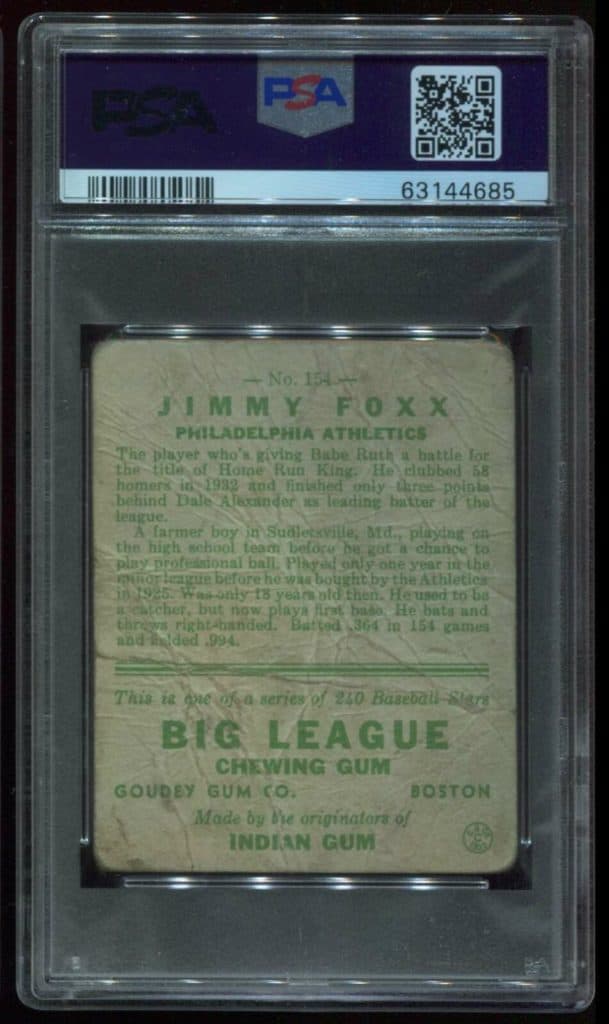 PSA
PSA
63144685
— No. 154 —
JIMMY FOXX
PHILADELPHIA ATHLETICS
The player who's giving Babe Ruth a battle for
the title of Home Run King. He clubbed 58
homers in 1932 and finished only three points
behind Dale Alexander as leading batter of the
league.
A farmer boy in Sudlersville, Md., playing on
the high school team before he got a chance to
play professional ball. Played only one year in the
minor league before he was bought by the Athletics
in 1925. Was only 18 years old then. He used to be
a catcher, but now plays first base. He bats and
throws right-handed. Batted .364 in 154 games
and fielded .994.
This is one of a series of 240 Baseball Stars
BIG LEAGUE
CHEWING GUM
GOUDEY GUM CO. BOSTON
Made by the originators of
INDIAN GUM